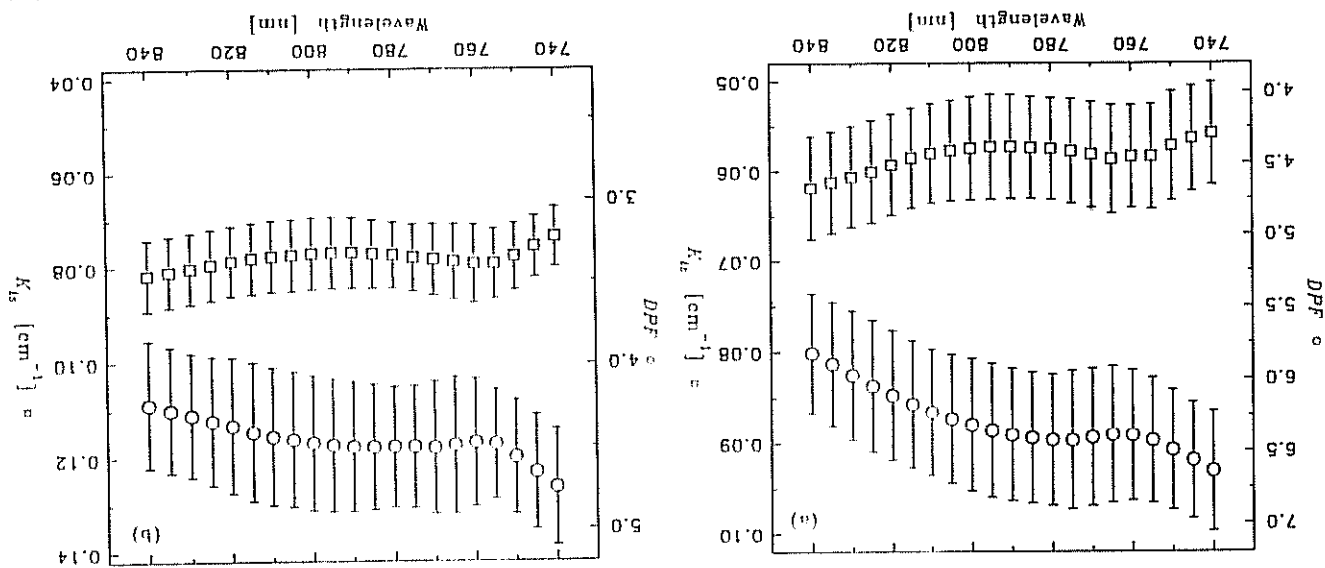 (a)
7.0
6.5
6.0
5.5
5.0
4.5
4.0
DPF ○
0.10
0.09
0.08
0.07
0.06
0.05
Kts [cm⁻¹] □
740 760 780 800 820 840
Wavelength [nm]
(b)
5.0
4.0
3.0
DPF ○
0.14
0.12
0.10
0.08
0.06
0.04
Kts [cm⁻¹] □
740 760 780 800 820 840
Wavelength [nm]